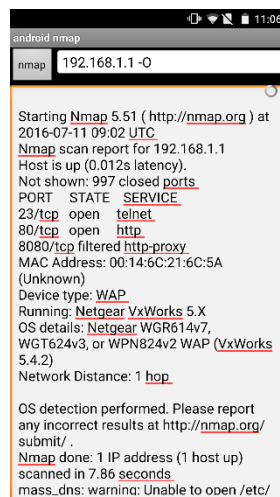 11:06
android nmap
nmap
192.168.1.1 -O
Starting Nmap 5.51 ( http://nmap.org ) at
2016-07-11 09:02 UTC
Nmap scan report for 192.168.1.1
Host is up (0.012s latency).
Not shown: 997 closed ports
PORT STATE SERVICE
23/tcp open telnet
80/tcp open http
8080/tcp filtered http-proxy
MAC Address: 00:14:6C:21:6C:5A
(Unknown)
Device type: WAP
Running: Netgear VxWorks 5.X
OS details: Netgear WGR614v7,
WGT624v3, or WPN824v2 WAP (VxWorks
5.4.2)
Network Distance: 1 hop
OS detection performed. Please report
any incorrect results at http://nmap.org/
submit/ .
Nmap done: 1 IP address (1 host up)
scanned in 7.86 seconds
mass_dns: warning: Unable to open /etc/